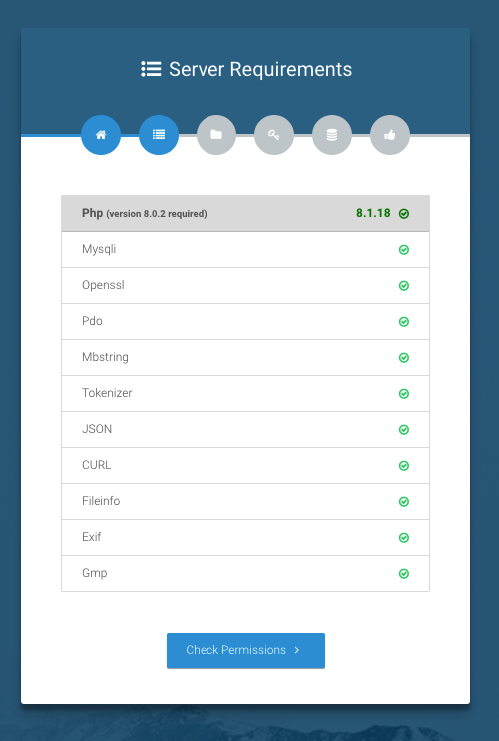 Server Requirements
Php (version 8.0.2 required) 8.1.18
Mysqli
Openssl
Pdo
Mbstring
Tokenizer
JSON
CURL
Fileinfo
Exif
Gmp
Check Permissions